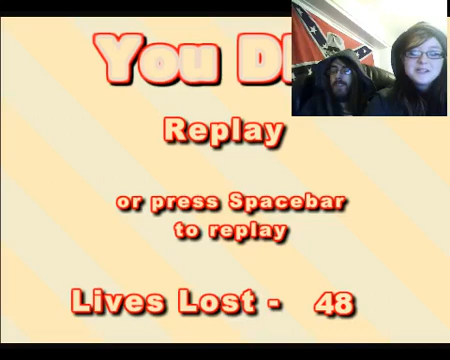 You D
Replay
or press Spacebar
to replay
Lives Lost - 48